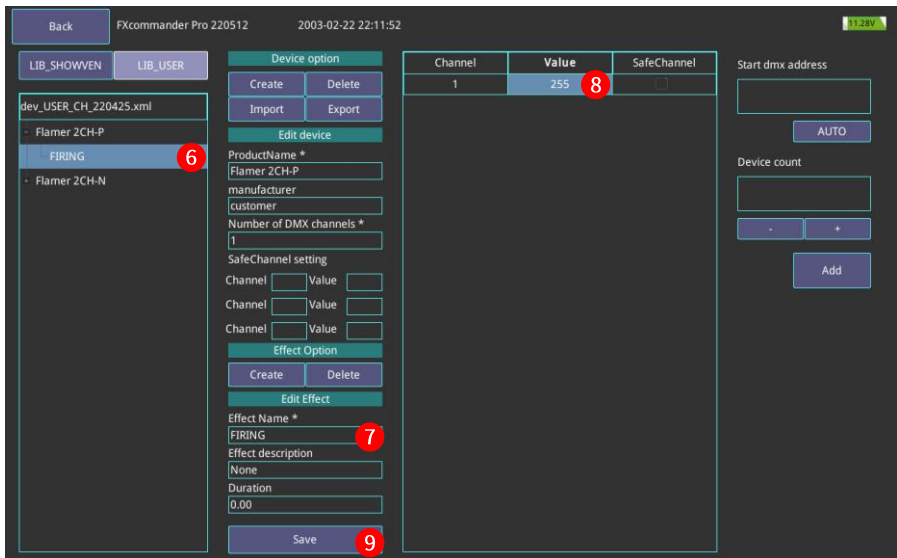 Back
FXcommander Pro 220512
2003-02-22 22:11:52
11.28V
LIB_SHOWVEN
LIB_USER
dev_USER_CH_220425.xml
Flamer 2CH-P
FIRING
6
Flamer 2CH-N
Device option
Create Delete
Import Export
Edit device
ProductName *
Flamer 2CH-P
manufacturer
customer
Number of DMX channels *
1
SafeChannel setting
Channel Value
Channel Value
Channel Value
Effect Option
Create Delete
Edit Effect
Effect Name *
FIRING
7
Effect description
None
Duration
0.00
Save
9
Channel Value SafeChannel
1 255
8
Start dmx address
AUTO
Device count
- +
Add